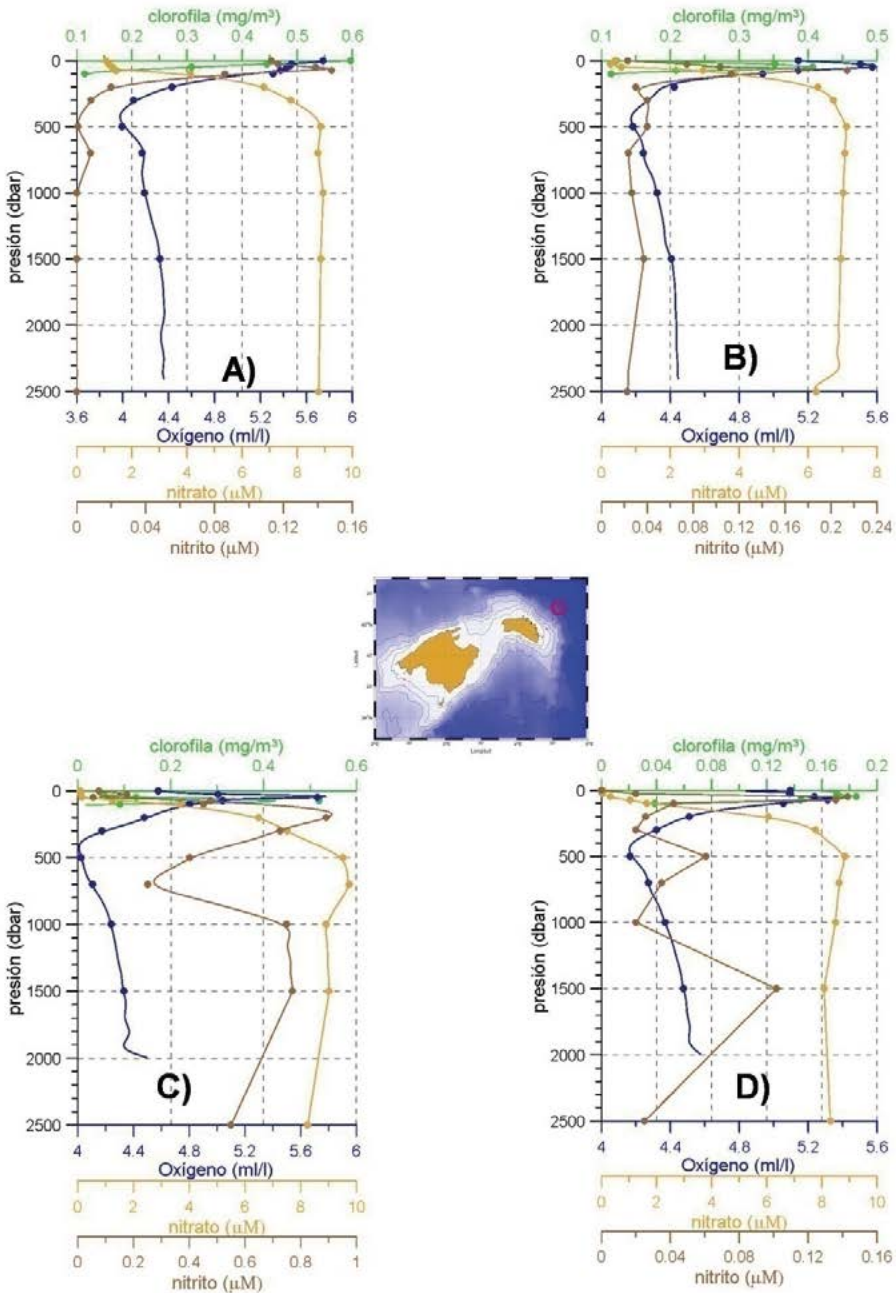 clorofila (mg/m³)
0.1 0.2 0.3 0.4 0.5 0.6
0
500
1000
1500
2000
2500
presión (dbar)
A)
3.6 4 4.4 4.8 5.2 5.6 6
Oxígeno (ml/l)
0 2 4 6 8 10
nitrato (μM)
0 0.04 0.08 0.12 0.16
nitrito (μM)
clorofila (mg/m³)
0.1 0.2 0.3 0.4 0.5
0
500
1000
1500
2000
2500
presión (dbar)
B)
4 4.4 4.8 5.2 5.6
Oxígeno (ml/l)
0 2 4 6 8
nitrato (μM)
0 0.04 0.08 0.12 0.16 0.2 0.24
nitrito (μM)
Latitud
Longitud
clorofila (mg/m³)
0 0.2 0.4 0.6
0
500
1000
1500
2000
2500
presión (dbar)
C)
4 4.4 4.8 5.2 5.6 6
Oxígeno (ml/l)
0 2 4 6 8 10
nitrato (μM)
0 0.2 0.4 0.6 0.8 1
nitrito (μM)
clorofila (mg/m³)
0 0.04 0.08 0.12 0.16 0.2
0
500
1000
1500
2000
2500
presión (dbar)
D)
4 4.4 4.8 5.2 5.6
Oxígeno (ml/l)
0 2 4 6 8 10
nitrato (μM)
0 0.04 0.08 0.12 0.16
nitrito (μM)